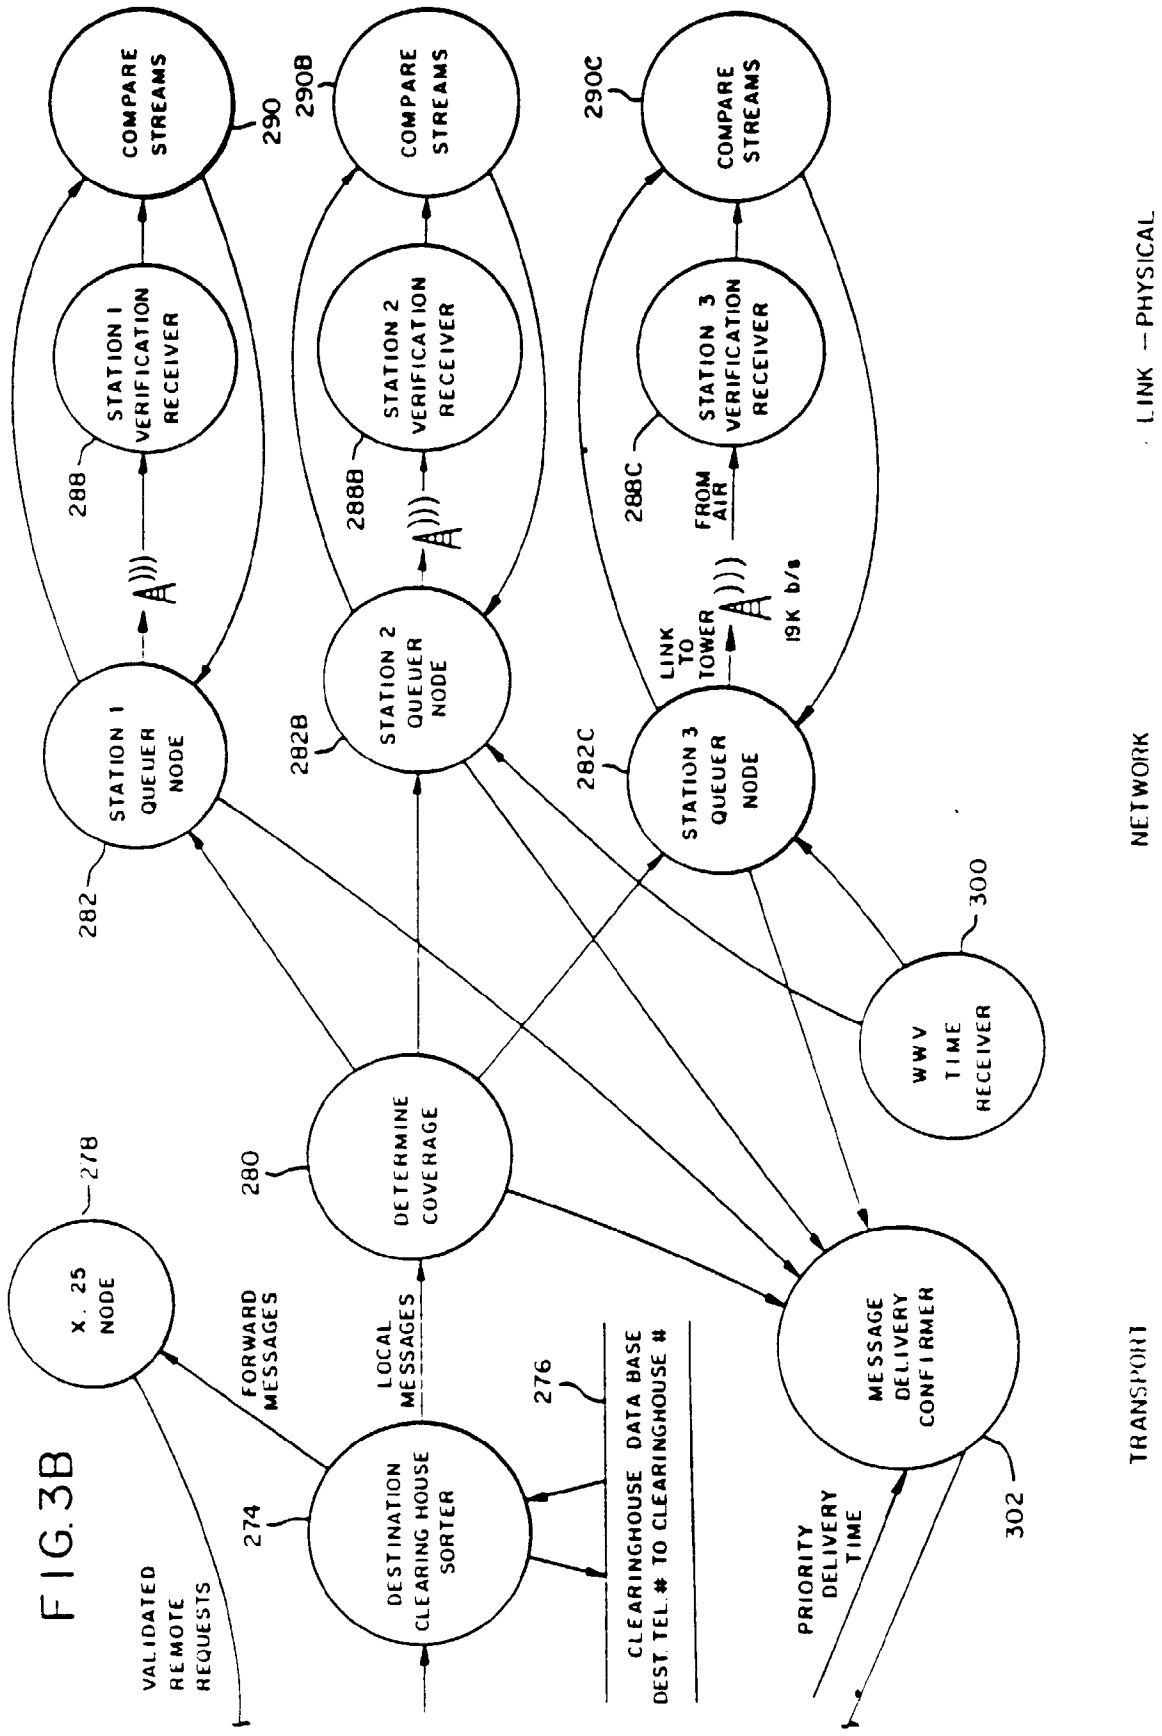 FIG. 3B
VALIDATED
REMOTE
REQUESTS
X. 25
NODE
278
FORWARD
MESSAGES
274
DESTINATION
CLEARING HOUSE
SORTER
LOCAL
MESSAGES
276
CLEARINGHOUSE DATA BASE
DEST. TEL. # TO CLEARINGHOUSE #
280
DETERMINE
COVERAGE
PRIORITY
DELIVERY
TIME
MESSAGE
DELIVERY
CONFIRMER
302
WWV
TIME
RECEIVER
300
282
STATION 1
QUEUER
NODE
282B
STATION 2
QUEUER
NODE
282C
STATION 3
QUEUER
NODE
LINK
TO
TOWER
19K b/s
FROM
AIR
288
STATION 1
VERIFICATION
RECEIVER
288B
STATION 2
VERIFICATION
RECEIVER
288C
STATION 3
VERIFICATION
RECEIVER
COMPARE
STREAMS
290
290B
COMPARE
STREAMS
290C
COMPARE
STREAMS
TRANSPORT
NETWORK
LINK -- PHYSICAL